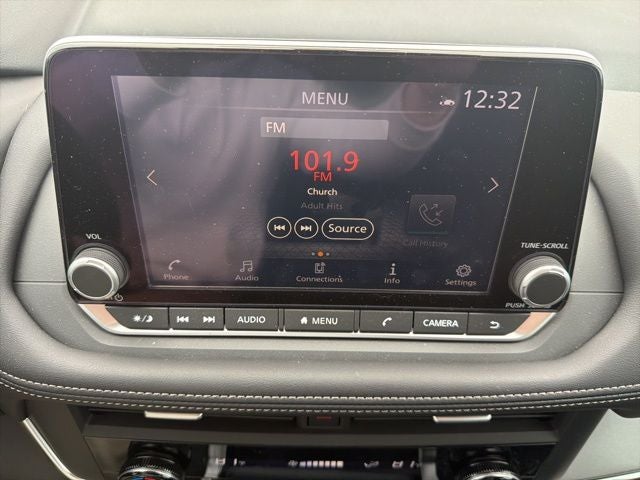 MENU
12:32
FM
101.9
FM
Church
Adult Hits
Source
Call History
VOL
TUNE·SCROLL
Phone
Audio
Connections
Info
Settings
PUSH
AUDIO
MENU
CAMERA